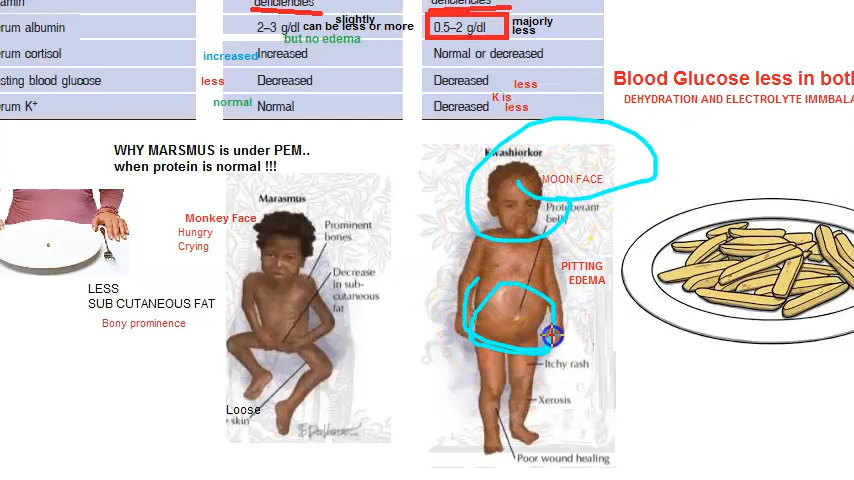 deficiencies
deficiencies
rum albumin
2–3 g/dl
slightly
can be less or more
but no edema
0.5–2 g/dl
majorly
less
rum cortisol
increased
Increased
Normal or decreased
sting blood glucose
less
Decreased
Decreased
less
rum K+
normal
Normal
Decreased
K is
less
Blood Glucose less in both
DEHYDRATION AND ELECTROLYTE IMMBALA
WHY MARSMUS is under PEM..
when protein is normal !!!
Marasmus
Monkey Face
Hungry
Crying
Prominent
bones
Decrease
in sub-
cutaneous
fat
LESS
SUB CUTANEOUS FAT
Bony prominence
Loose
skin
Kwashiorkor
MOON FACE
Protuberant
belly
PITTING
EDEMA
Itchy rash
Xerosis
Poor wound healing